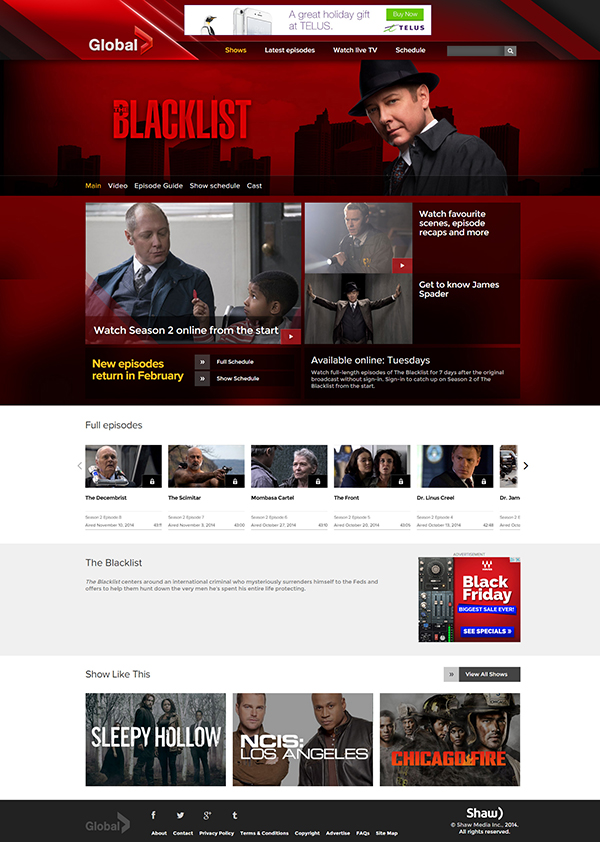 A great holiday gift
at TELUS.
Buy Now
TELUS
Global
Shows
Latest episodes
Watch live TV
Schedule
THE
BLACKLIST
Main
Video
Episode Guide
Show schedule
Cast
Watch Season 2 online from the start
Watch favourite
scenes, episode
recaps and more
Get to know James
Spader
New episodes
return in February
» Full Schedule
» Show Schedule
Available online: Tuesdays
Watch full-length episodes of The Blacklist for 7 days after the original
broadcast without sign-in. Sign-in to catch up on Season 2 of The
Blacklist from the start.
Full episodes
The Decembrist
The Scimitar
Mombasa Cartel
The Front
Dr. Linus Creel
Dr. Jam
Season 2 Episode 8
Season 2 Episode 7
Season 2 Episode 6
Season 2 Episode 5
Season 2 Episode 4
Season 2 E
Aired November 10, 2014
Aired November 3, 2014
43:00
Aired October 27, 2014
43:10
Aired October 20, 2014
43:05
Aired October 13, 2014
42:48
Aired Octo
The Blacklist
The Blacklist centers around an international criminal who mysteriously surrenders himself to the Feds and
offers to help them hunt down the very men he's spent his entire life protecting.
ADVERTISEMENT
Black
Friday
BIGGEST SALE EVER!
SEE SPECIALS »
Show Like This
» View All Shows
SLEEPY HOLLOW
NCIS:
LOS ANGELES
CHICAGO FIRE
Global
About
Contact
Privacy Policy
Terms & Conditions
Copyright
Advertise
FAQs
Site Map
Shaw)
© Shaw Media Inc., 2014.
All rights reserved.